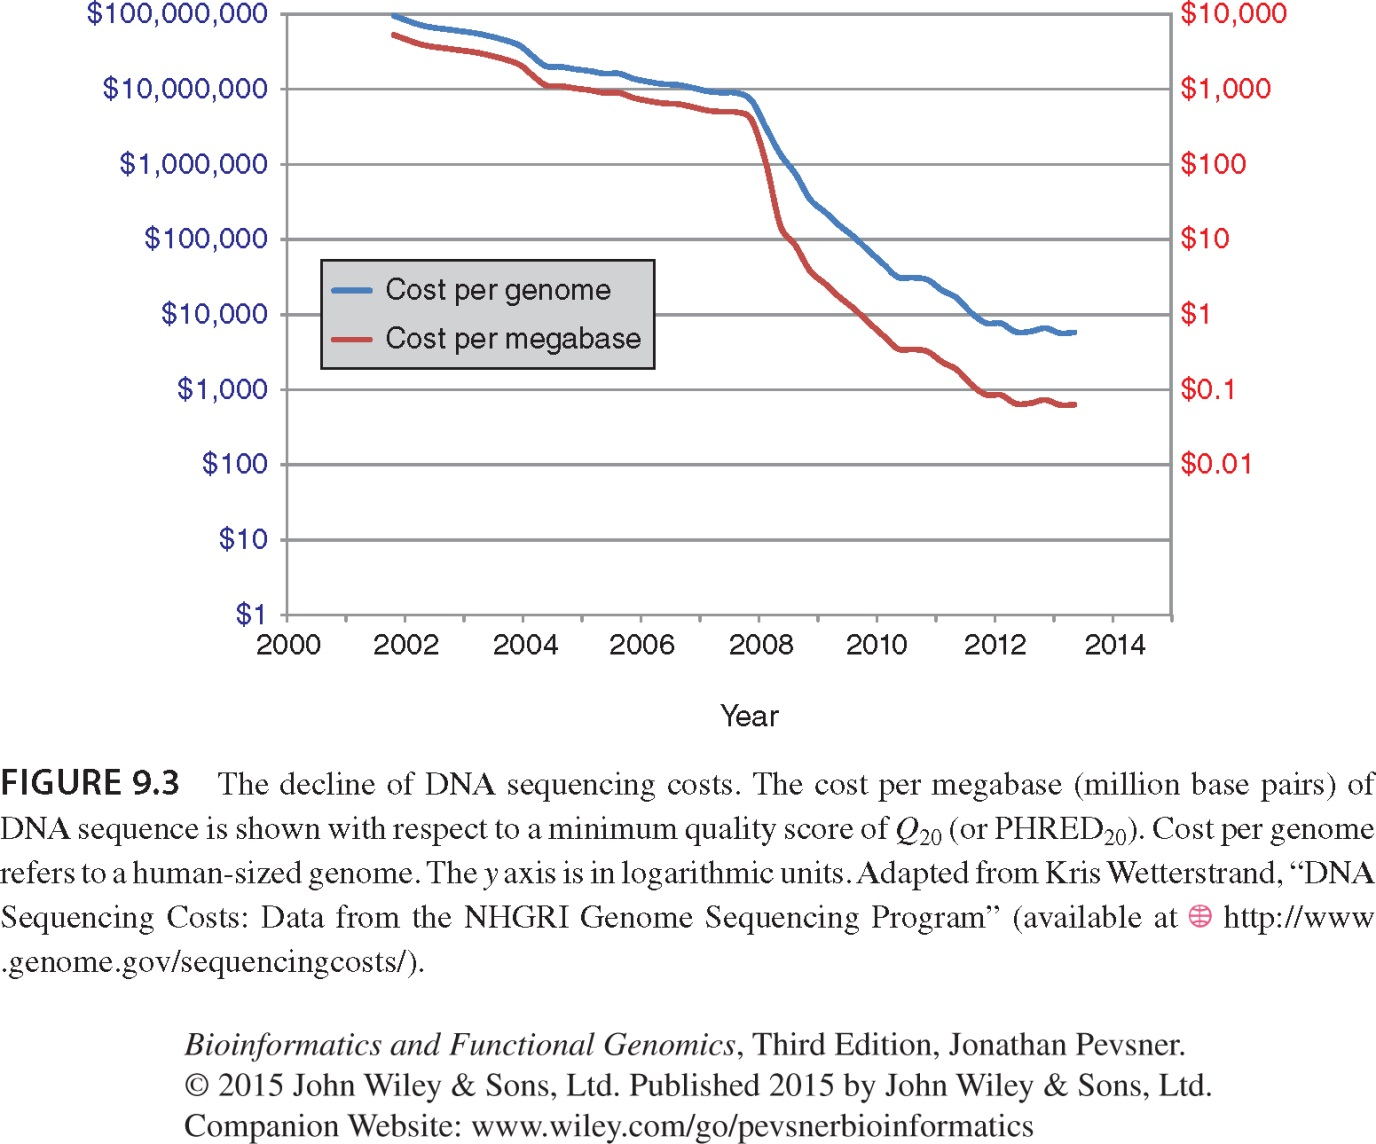 $100,000,000
$10,000,000
$1,000,000
$100,000
$10,000
$1,000
$100
$10
$1
$10,000
$1,000
$100
$10
$1
$0.1
$0.01
Cost per genome
Cost per megabase
2000 2002 2004 2006 2008 2010 2012 2014
Year
FIGURE 9.3 The decline of DNA sequencing costs. The cost per megabase (million base pairs) of
DNA sequence is shown with respect to a minimum quality score of Q20 (or PHRED20). Cost per genome
refers to a human-sized genome. The y axis is in logarithmic units. Adapted from Kris Wetterstrand, “DNA
Sequencing Costs: Data from the NHGRI Genome Sequencing Program” (available at http://www
.genome.gov/sequencingcosts/).
Bioinformatics and Functional Genomics, Third Edition, Jonathan Pevsner.
© 2015 John Wiley & Sons, Ltd. Published 2015 by John Wiley & Sons, Ltd.
Companion Website: www.wiley.com/go/pevsnerbioinformatics